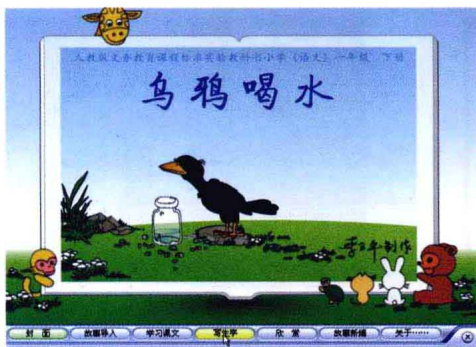 人教版义务教育课程标准实验教科书小学《语文》一年级 下册
乌鸦喝水
制作
封 面 故事导入 学习课文 写生字 欣 赏 故事新编 关于……